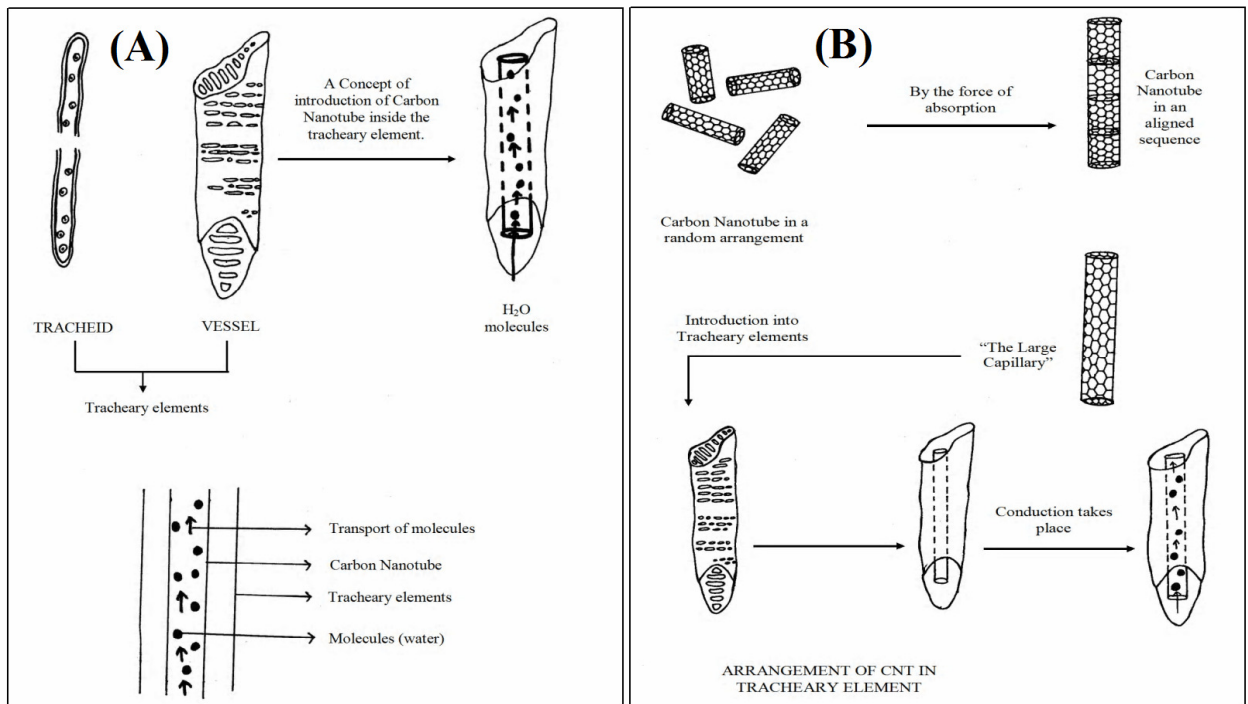 (A)
A Concept of
introduction of Carbon
Nanotube inside the
tracheary element.
TRACHEID
VESSEL
H₂O
molecules
Tracheary elements
Transport of molecules
Carbon Nanotube
Tracheary elements
Molecules (water)
(B)
By the force of
absorption
Carbon
Nanotube
in an
aligned
sequence
Carbon Nanotube in a
random arrangement
Introduction into
Tracheary elements
“The Large
Capillary”
Conduction takes
place
ARRANGEMENT OF CNT IN
TRACHEARY ELEMENT